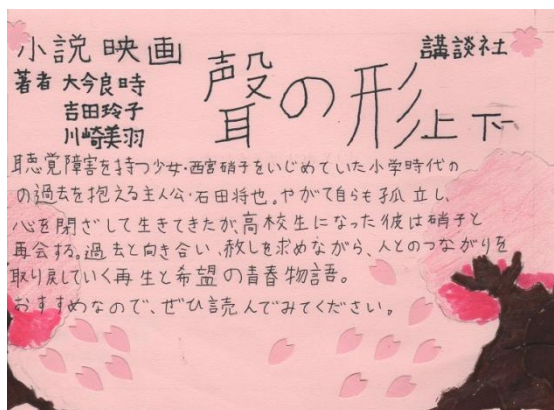 小説 映画
聲の形 上 下
講談社
著者 大今良時
吉田玲子
川崎美羽
聴覚障害を持つ少女・西宮硝子をいじめていた小学時代の
の過去を抱える主人公・石田将也。やがて自らも孤立し、
心を閉ざして生きてきたが、高校生になった彼は硝子と
再会する。過去と向き合い、赦しを求めながら、人とのつながりを
取り戻していく再生と希望の青春物語。
おすすめなので、ぜひ読んでみてください。